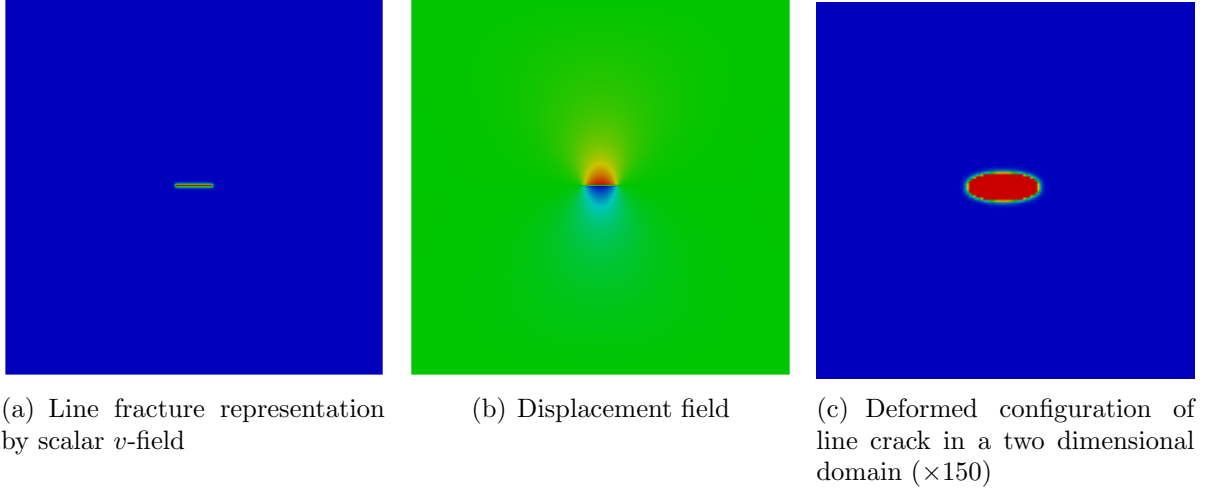 (a) Line fracture representation
by scalar v-field
(b) Displacement field
(c) Deformed configuration of
line crack in a two dimensional
domain (×150)